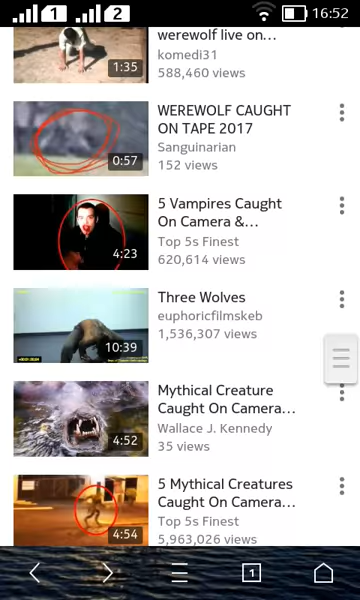 1 2 16:52
werewolf live on...
komedi31
1:35
588,460 views
WEREWOLF CAUGHT
ON TAPE 2017
Sanguinarian
0:57
152 views
5 Vampires Caught
On Camera &...
Top 5s Finest
4:23
620,614 views
Three Wolves
euphoricfilmskeb
1,536,307 views
10:39
Mythical Creature
Caught On Camera...
Wallace J. Kennedy
4:52
35 views
5 Mythical Creatures
Caught On Camera...
Top 5s Finest
4:54
5,963,026 views
1